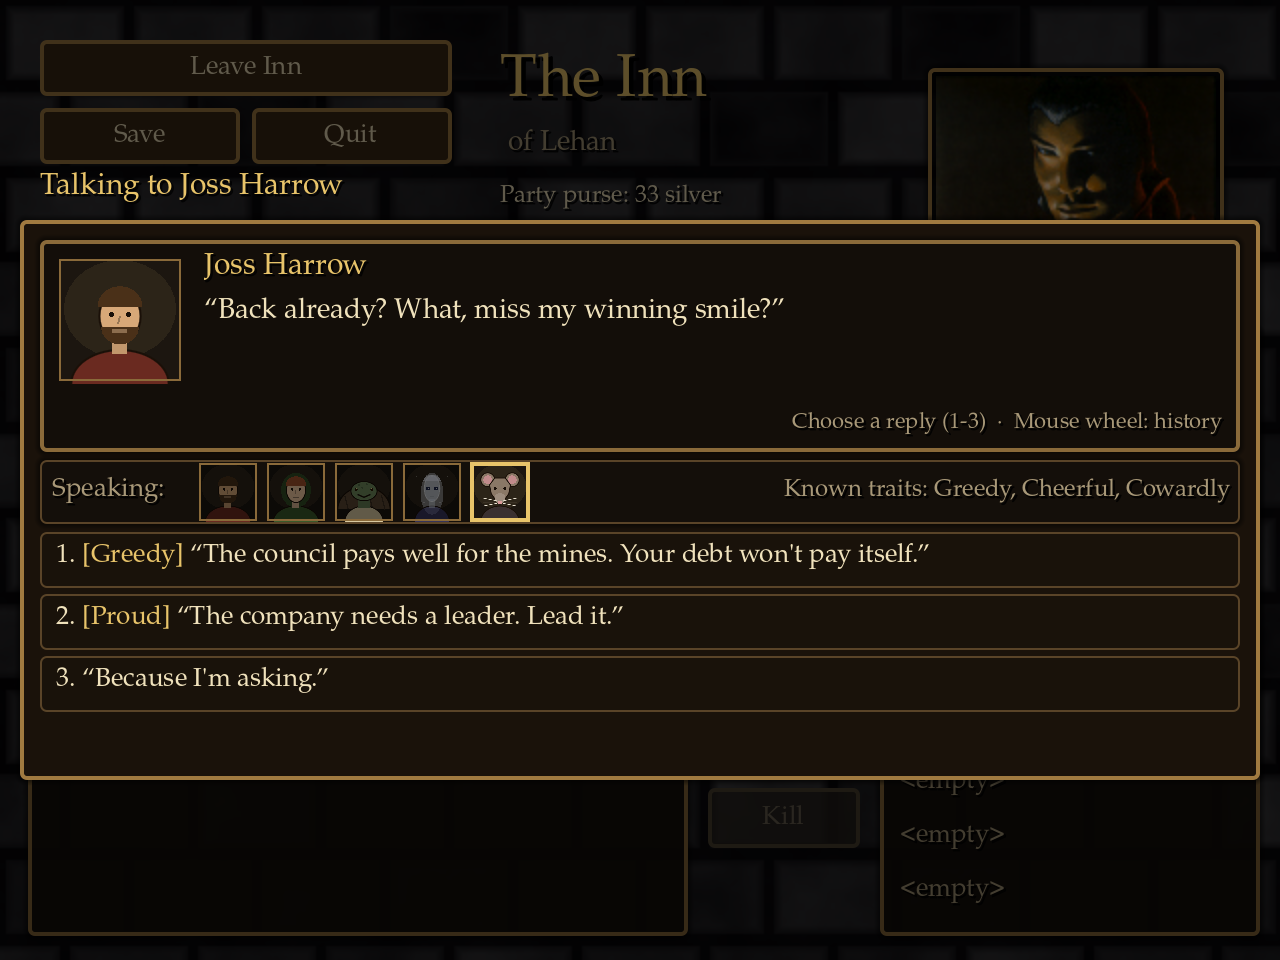 Leave Inn
The Inn
Save
Quit
of Lehan
Talking to Joss Harrow
Party purse: 33 silver
Joss Harrow
“Back already? What, miss my winning smile?”
Choose a reply (1-3) · Mouse wheel: history
Speaking:
Known traits: Greedy, Cheerful, Cowardly
1. [Greedy] “The council pays well for the mines. Your debt won't pay itself.”
2. [Proud] “The company needs a leader. Lead it.”
3. “Because I'm asking.”
<empty>
Kill
<empty>
<empty>